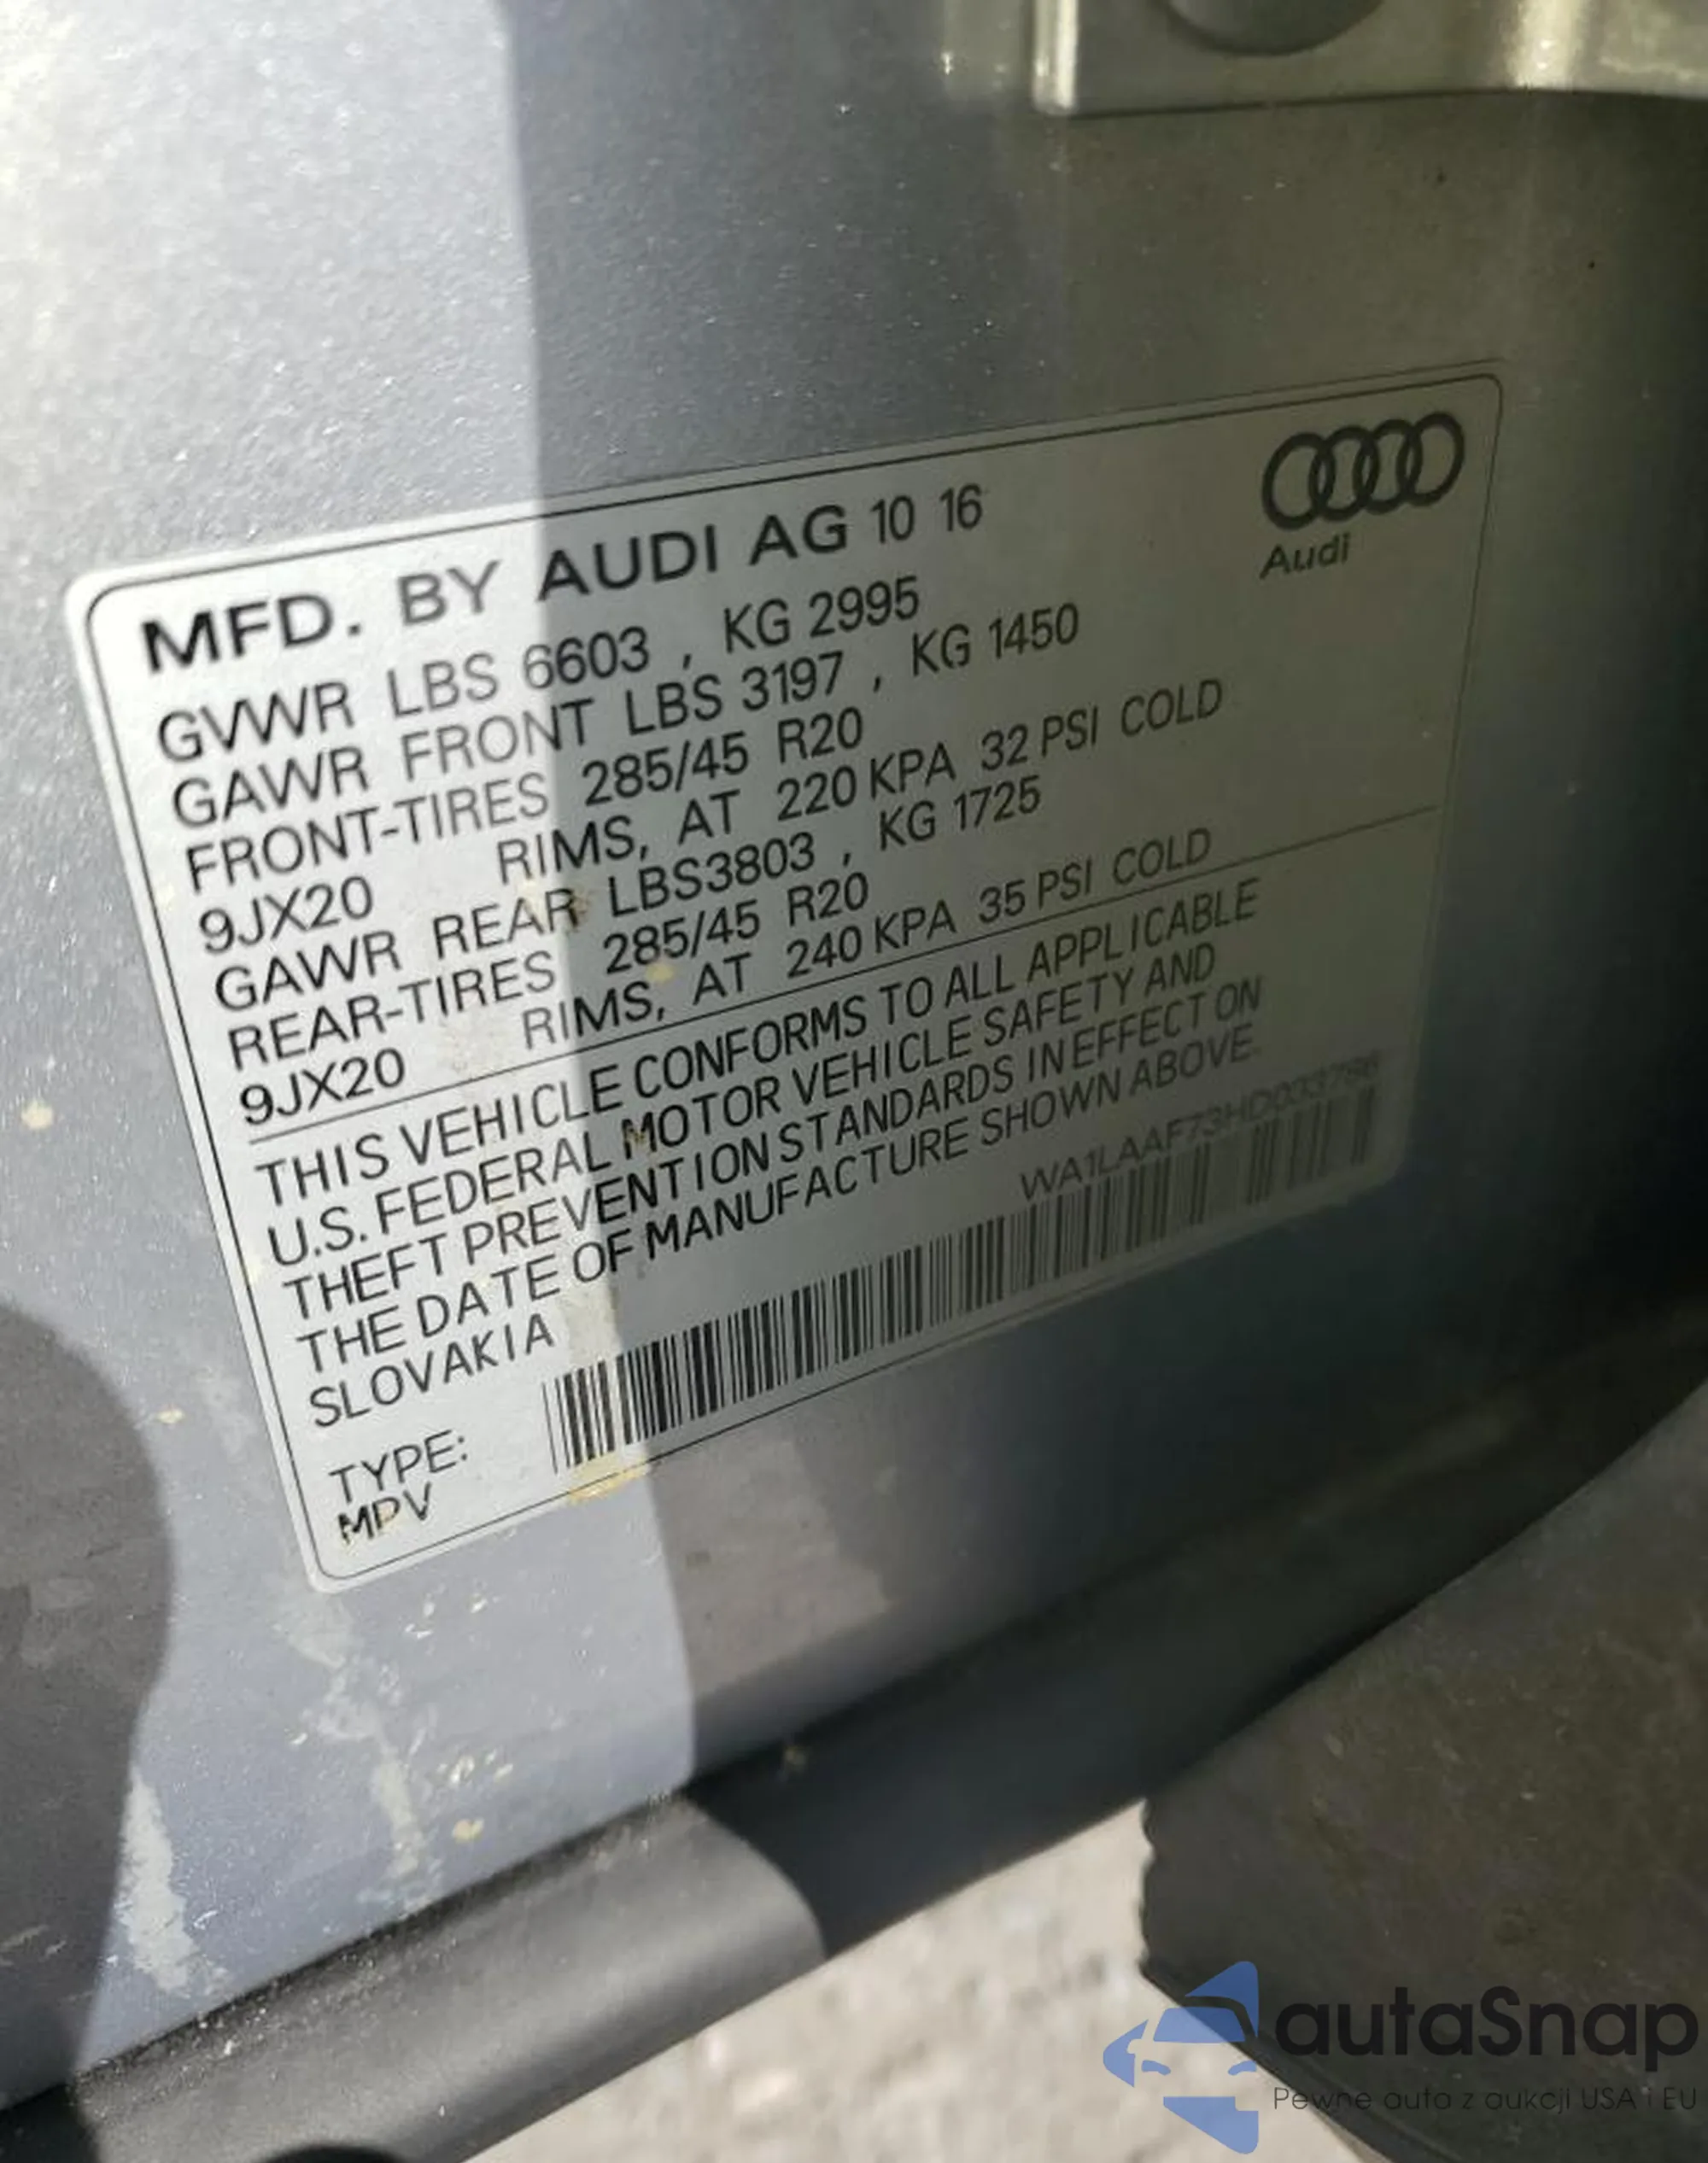 MFD. BY AUDI AG 10 16
Audi
GVWR LBS 6603 , KG 2995
GAWR FRONT LBS 3197 , KG 1450
FRONT-TIRES 285/45 R20
9JX20 RIMS, AT 220 KPA 32 PSI COLD
GAWR REAR LBS3803 , KG 1725
REAR-TIRES 285/45 R20
9JX20 RIMS, AT 240 KPA 35 PSI COLD
THIS VEHICLE CONFORMS TO ALL APPLICABLE
U.S. FEDERAL MOTOR VEHICLE SAFETY AND
THEFT PREVENTION STANDARDS IN EFFECT ON
THE DATE OF MANUFACTURE SHOWN ABOVE.
SLOVAKIA
WA1LAAF73HD033796
TYPE:
MPV
autaSnap
Pewne auta z aukcji USA i EU